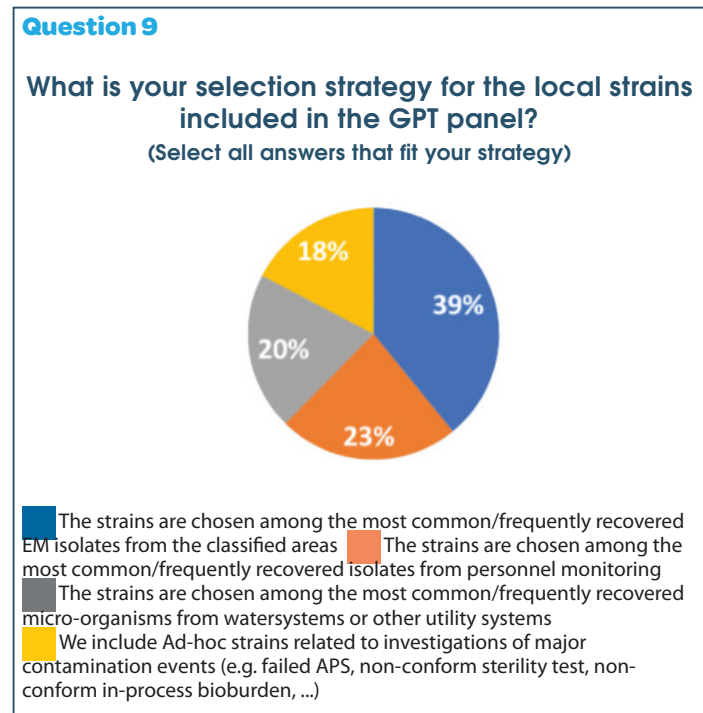 Question 9
What is your selection strategy for the local strains
included in the GPT panel?
(Select all answers that fit your strategy)
18%
39%
20%
23%
The strains are chosen among the most common/frequently recovered
EM isolates from the classified areas The strains are chosen among the
most common/frequently recovered isolates from personnel monitoring
The strains are chosen among the most common/frequently recovered
micro-organisms from watersystems or other utility systems
We include Ad-hoc strains related to investigations of major
contamination events (e.g. failed APS, non-conform sterility test, non-
conform in-process bioburden, ...)